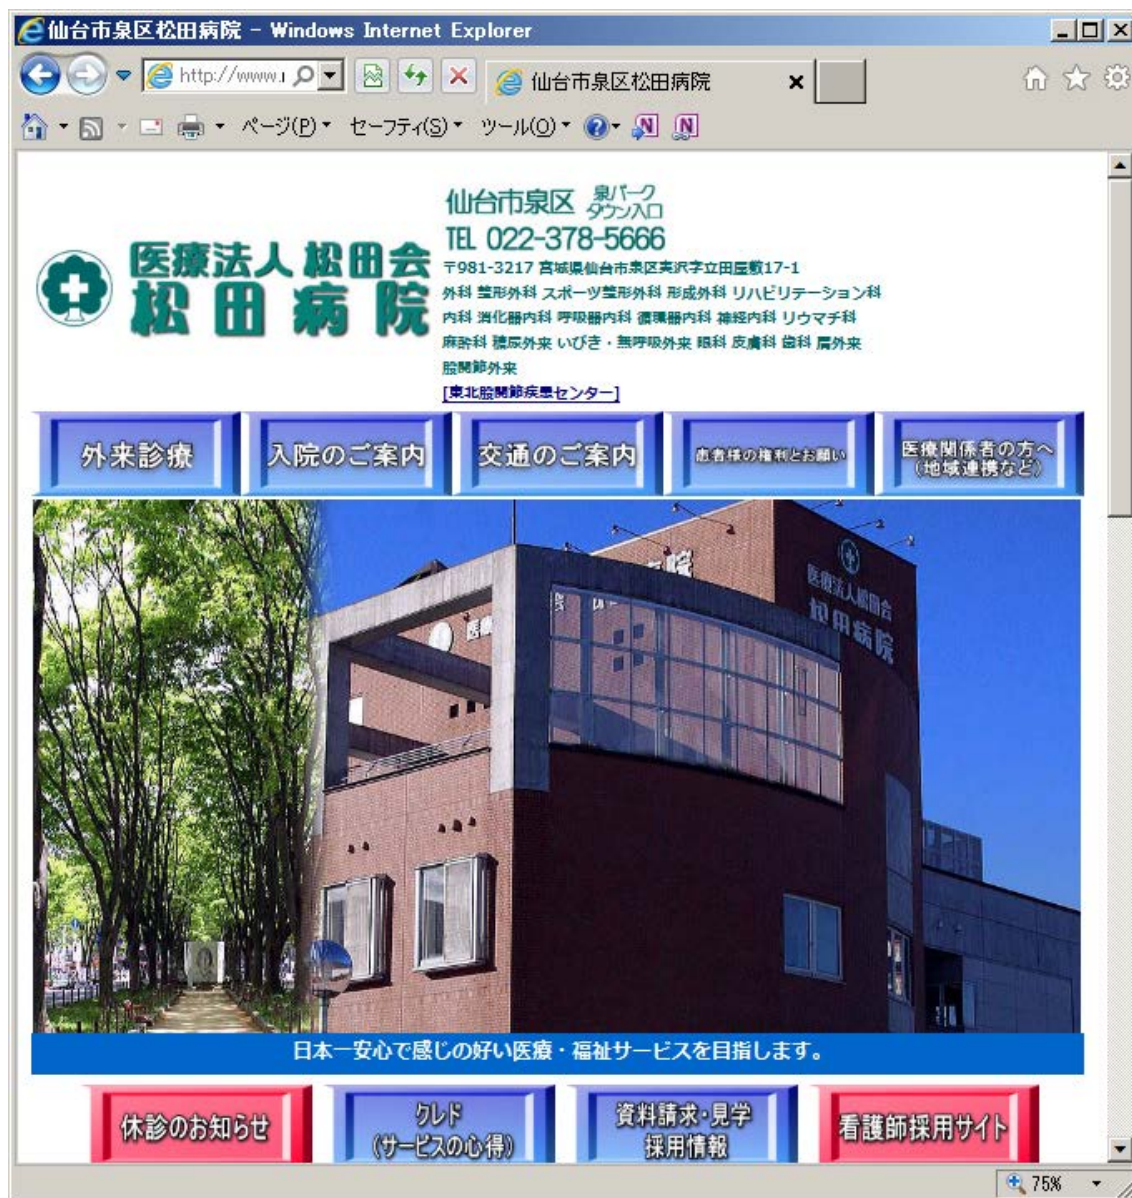 仙台市泉区松田病院 - Windows Internet Explorer
http://www.
仙台市泉区松田病院
ページ(P) セーフティ(S) ツール(O)
仙台市泉区 泉パークタウン入口
TEL 022-378-5666
医療法人 松田会
松田病院
〒981-3217 宮城県仙台市泉区実沢字立田屋敷17-1
外科 整形外科 スポーツ整形外科 形成外科 リハビリテーション科
内科 消化器内科 呼吸器内科 循環器内科 神経内科 リウマチ科
麻酔科 糖尿外来 いびき・無呼吸外来 眼科 皮膚科 歯科 肩外来
股関節外来
[東北股関節疾患センター]
外来診療
入院のご案内
交通のご案内
患者様の権利とお願い
医療関係者の方へ
(地域連携など)
医療法人松田会
松田病院
日本一安心で感じの好い医療・福祉サービスを目指します。
休診のお知らせ
クレド
(サービスの心得)
資料請求・見学
採用情報
看護師採用サイト
75%